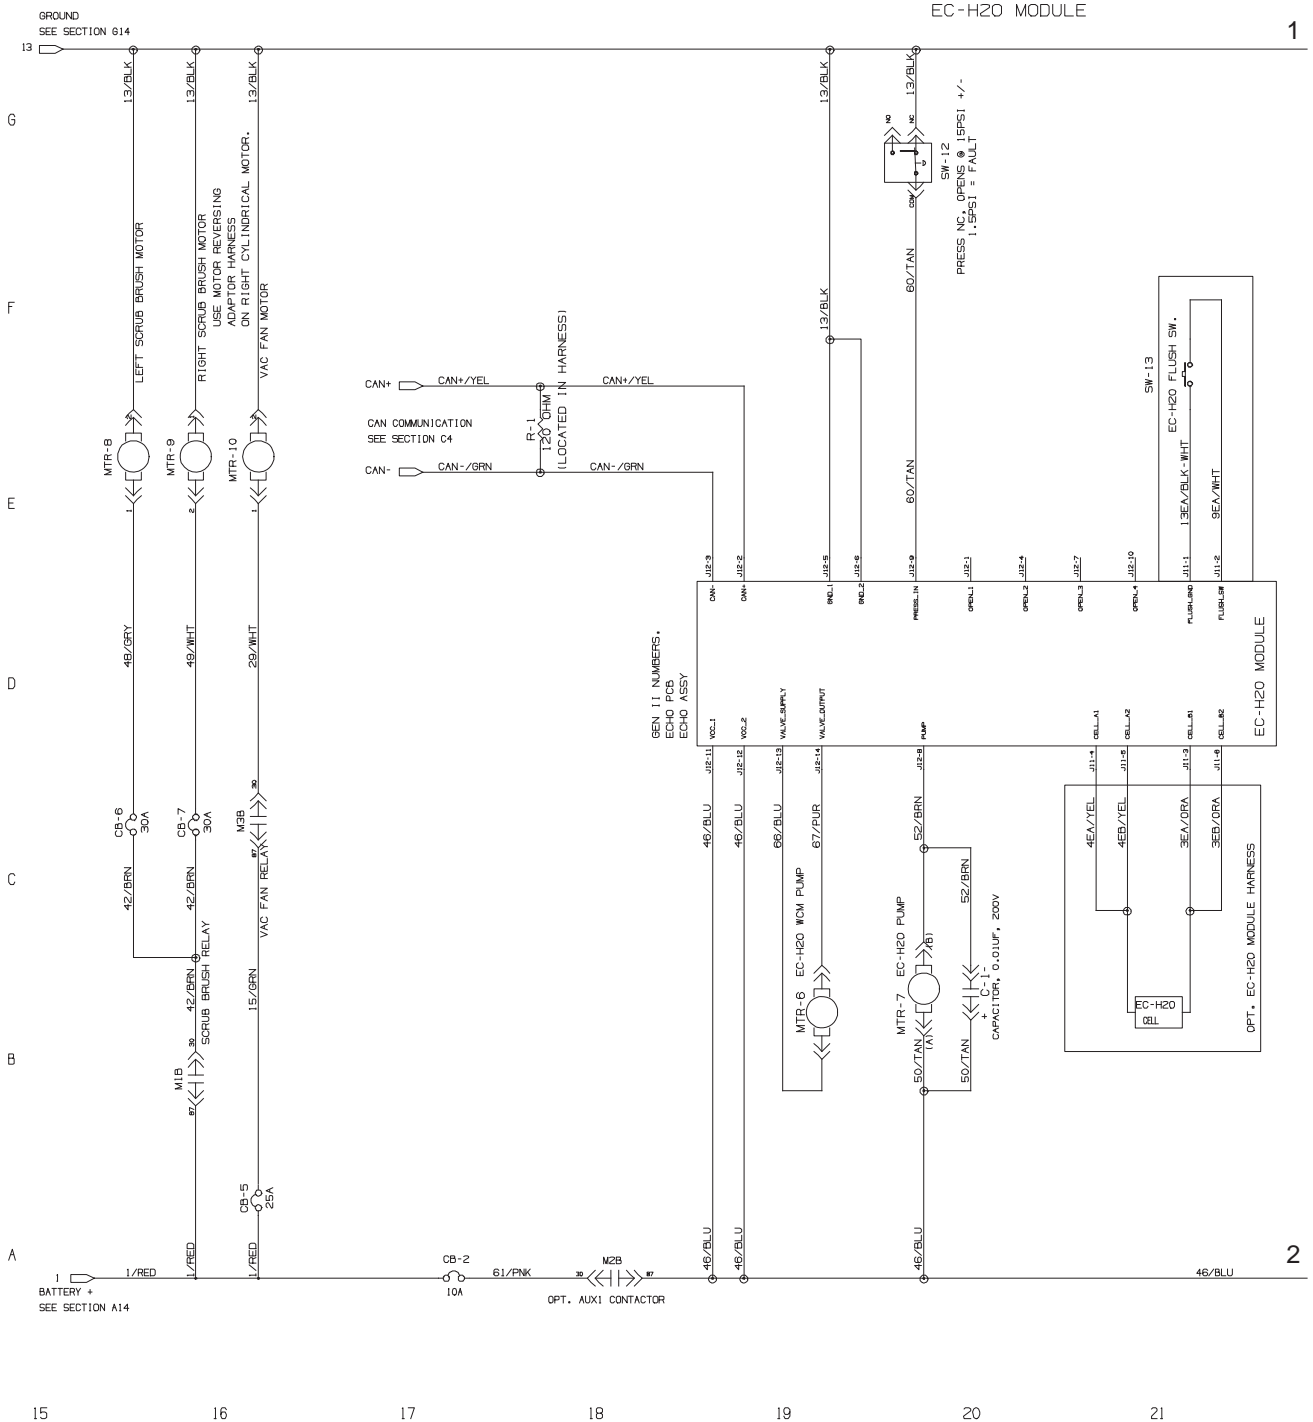 EC-H2O MODULE
1
GROUND
SEE SECTION G14
13
13/BLK
13/BLK
13/BLK
13/BLK
13/BLK
G
NO
NC
COM
SW-12
PRESS NC, OPENS @ 15PSI +/-
1.5PSI = FAULT
LEFT SCRUB BRUSH MOTOR
RIGHT SCRUB BRUSH MOTOR
USE MOTOR REVERSING
ADAPTOR HARNESS
ON RIGHT CYLINDRICAL MOTOR.
VAC FAN MOTOR
60/TAN
F
13/BLK
SW-13
EC-H2O FLUSH SW.
CAN+
CAN+/YEL
CAN+/YEL
CAN COMMUNICATION
SEE SECTION C4
R-1
120 OHM
(LOCATED IN HARNESS)
CAN-
CAN-/GRN
CAN-/GRN
2
MTR-8
MTR-9
MTR-10
1
2
1
E
60/TAN
13EA/BLK-WHT
9EA/WHT
J12-3
J12-2
J12-5
J12-6
J12-9
J12-1
J12-4
J12-7
J12-10
J11-1
J11-2
CAN-
CAN+
GND_1
GND_2
PRESS_IN
OPEN_1
OPEN_2
OPEN_3
OPEN_4
FLUSH_GND
FLUSH_SW
48/GRY
49/WHT
29/WHT
D
GEN II NUMBERS.
ECHO PCB
ECHO ASSY
EC-H2O MODULE
VCC_1
VCC_2
VALVE_SUPPLY
VALVE_OUTPUT
PUMP
CELL_A1
CELL_A2
CELL_B1
CELL_B2
J12-11
J12-12
J12-13
J12-14
J12-8
J11-4
J11-5
J11-3
J11-6
CB-6
30A
CB-7
30A
30
M3B
87
VAC FAN RELAY
46/BLU
46/BLU
66/BLU
67/PUR
52/BRN
52/BRN
4EA/YEL
4EB/YEL
3EA/ORA
3EB/ORA
C
42/BRN
42/BRN
42/BRN
SCRUB BRUSH RELAY
15/GRN
MTR-6 EC-H2O WCM PUMP
MTR-7 EC-H2O PUMP
(B)
(A)
+ C-1-
CAPACITOR, 0.01UF, 200V
EC-H2O
CELL
OPT. EC-H2O MODULE HARNESS
B
30
M1B
87
50/TAN
50/TAN
CB-5
25A
A
1/RED
1/RED
46/BLU
46/BLU
46/BLU
2
1
BATTERY +
SEE SECTION A14
1/RED
CB-2
10A
61/PNK
30
M2B
87
OPT. AUX1 CONTACTOR
46/BLU
15
16
17
18
19
20
21